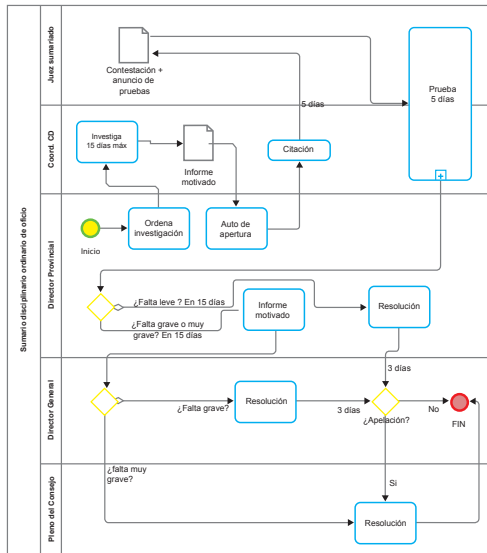 Sumario disciplinario ordinario de oficio
Juez sumariado
Contestación +
anuncio de
pruebas
5 días
Prueba
5 días
Coord. CD
Investiga
15 días máx
Informe
motivado
Citación
Director Provincial
Inicio
Ordena
investigación
Auto de
apertura
¿Falta leve ? En 15 días
¿Falta grave o muy
grave? En 15 días
Informe
motivado
Resolución
3 días
Director General
¿Falta grave?
Resolución
3 días
¿Apelación?
No
FIN
Pleno del Consejo
¿falta muy
grave?
Si
Resolución